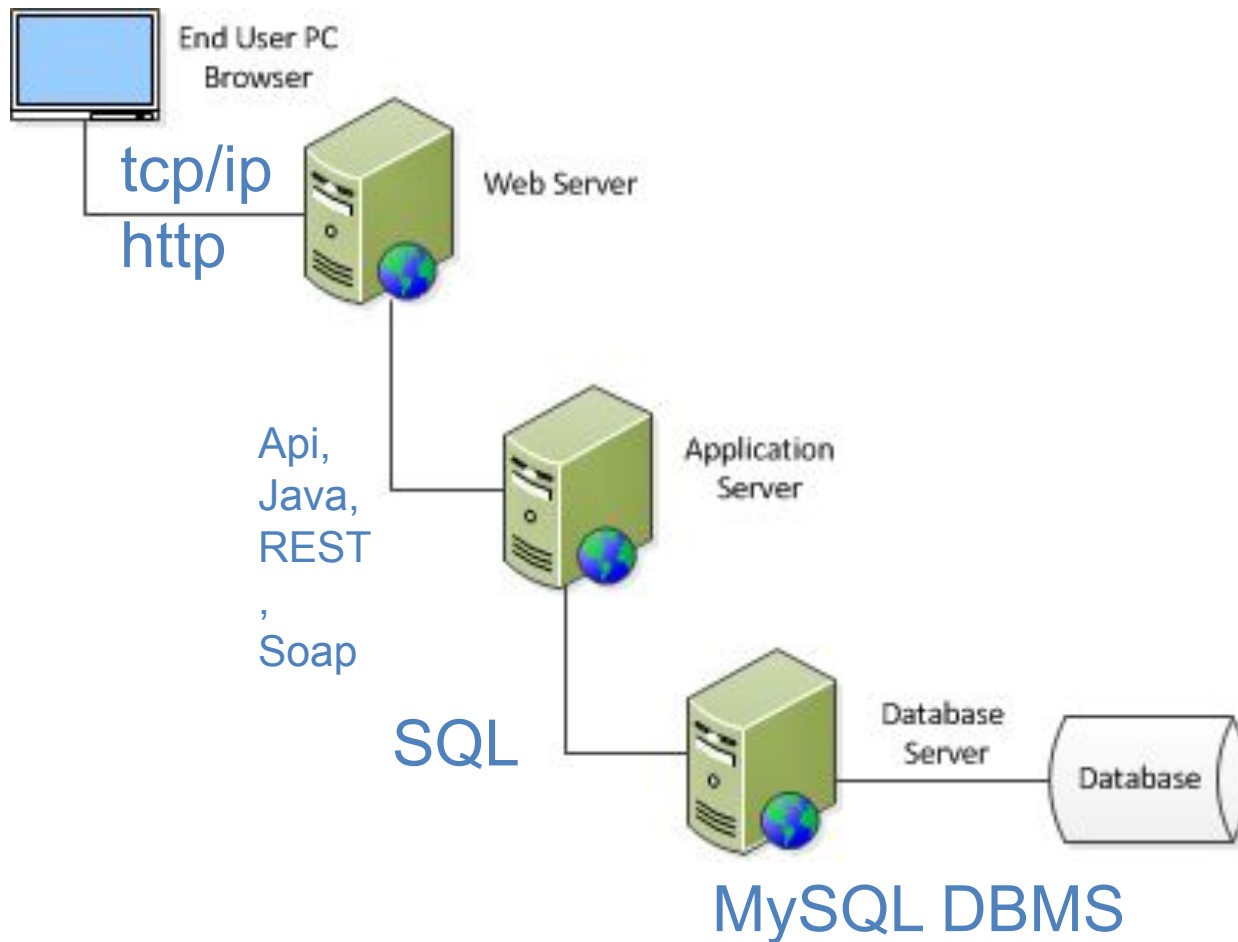 End User PC
Browser
tcp/ip
http
Web Server
Api,
Java,
REST
,
Soap
Application
Server
SQL
Database
Server
Database
MySQL DBMS